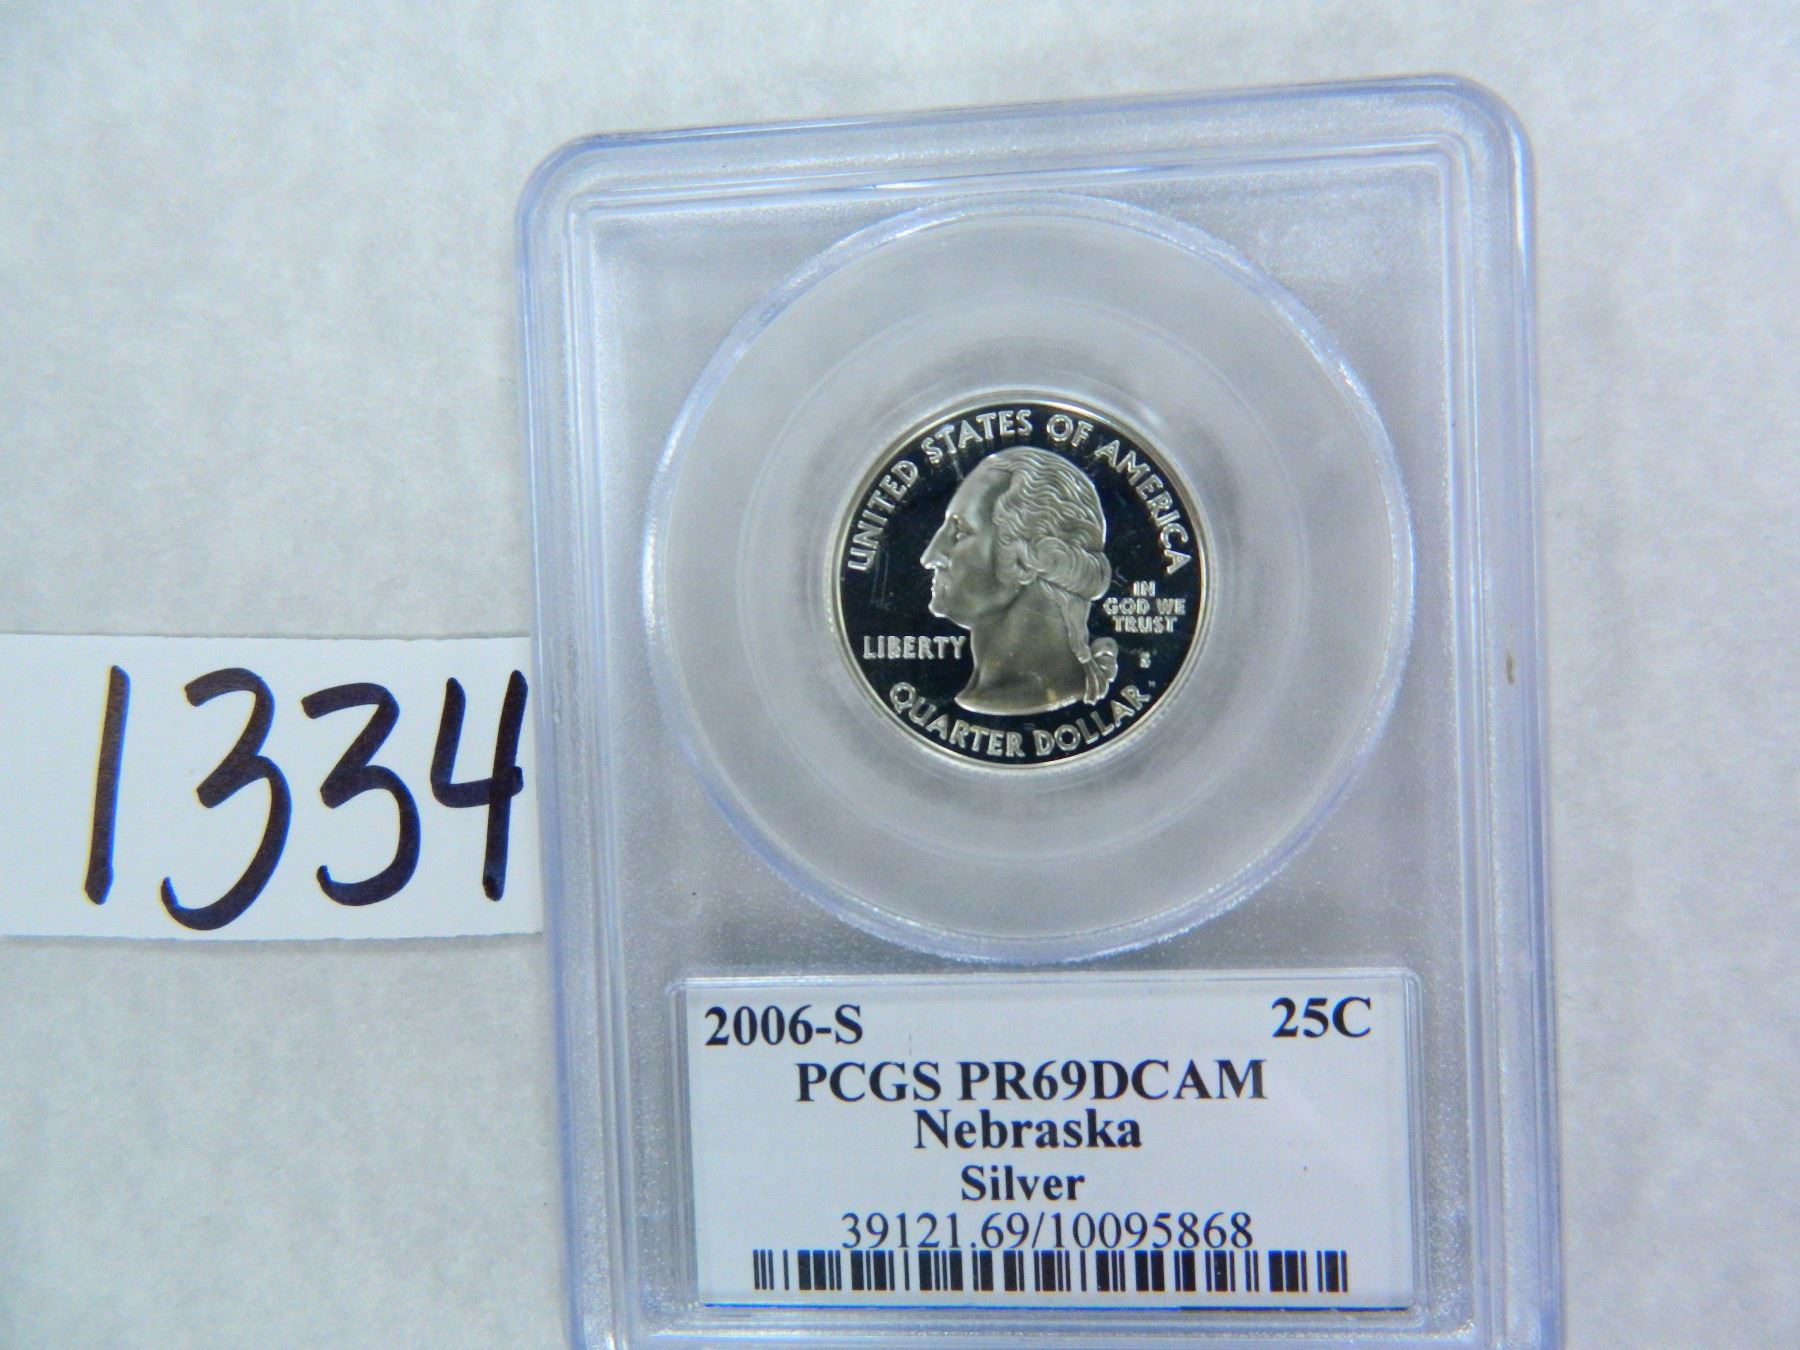 1334
UNITED STATES OF AMERICA
IN
GOD WE
TRUST
LIBERTY
S
QUARTER DOLLAR
2006-S 25C
PCGS PR69DCAM
Nebraska
Silver
39121.69/10095868